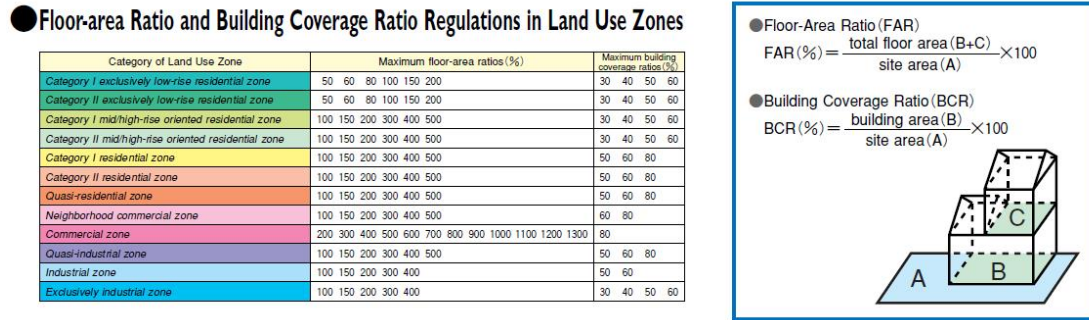 ●Floor-area Ratio and Building Coverage Ratio Regulations in Land Use Zones
Category of Land Use Zone Maximum floor-area ratios(%) Maximum building coverage ratios(%)
Category I exclusively low-rise residential zone 50 60 80 100 150 200 30 40 50 60
Category II exclusively low-rise residential zone 50 60 80 100 150 200 30 40 50 60
Category I mid/high-rise oriented residential zone 100 150 200 300 400 500 30 40 50 60
Category II mid/high-rise oriented residential zone 100 150 200 300 400 500 30 40 50 60
Category I residential zone 100 150 200 300 400 500 50 60 80
Category II residential zone 100 150 200 300 400 500 50 60 80
Quasi-residential zone 100 150 200 300 400 500 50 60 80
Neighborhood commercial zone 100 150 200 300 400 500 60 80
Commercial zone 200 300 400 500 600 700 800 900 1000 1100 1200 1300 80
Quasi-industrial zone 100 150 200 300 400 500 50 60 80
Industrial zone 100 150 200 300 400 50 60
Exclusively industrial zone 100 150 200 300 400 30 40 50 60
●Floor-Area Ratio(FAR)
FAR(%)=total floor area(B+C)
site area(A)
×100
●Building Coverage Ratio(BCR)
BCR(%)=building area(B)
site area(A)
×100
C
A B